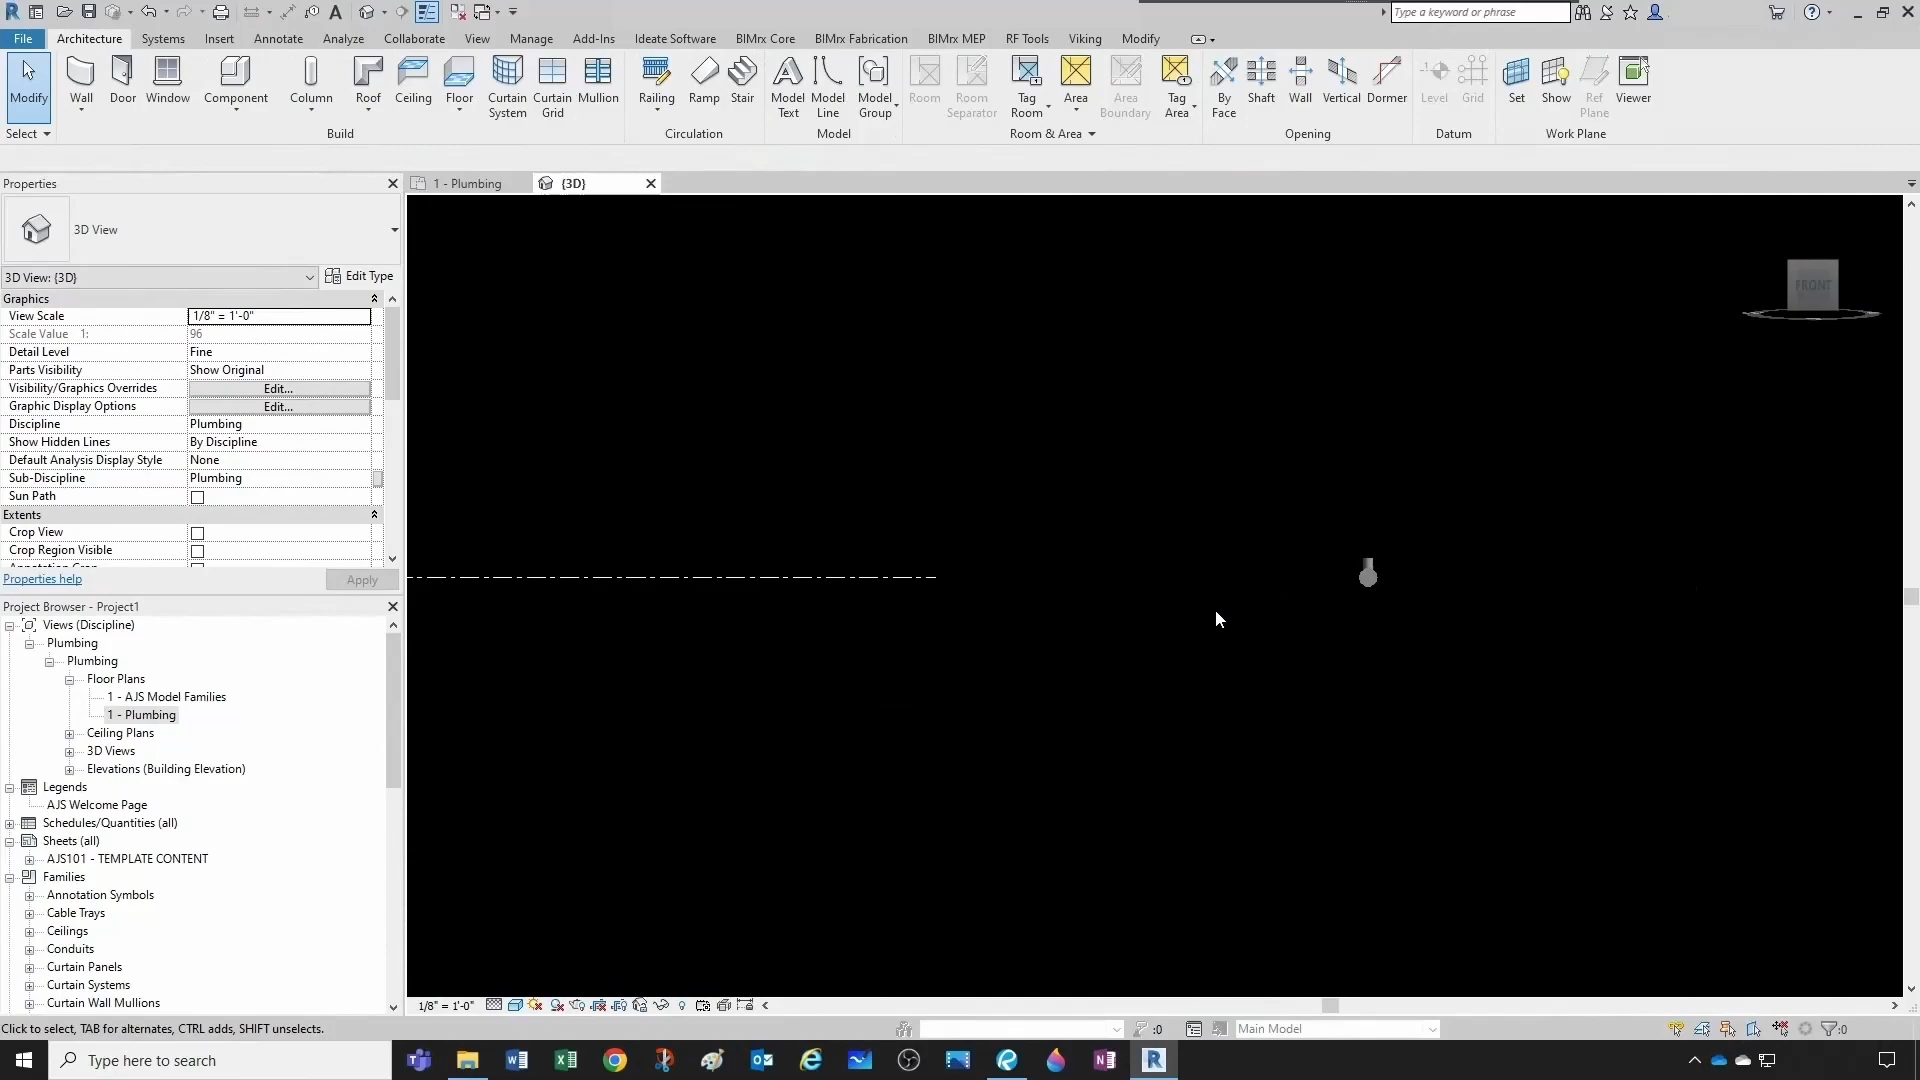 Type a keyword or phrase
File Architecture Systems Insert Annotate Analyze Collaborate View Manage Add-Ins Ideate Software BIMrx Core BIMrx Fabrication BIMrx MEP RF Tools Viking Modify
Modify Wall Door Window Component Column Roof Ceiling Floor Curtain System Curtain Grid Mullion Railing Ramp Stair Model Text Model Line Model Group Room Room Separator Tag Room Area Area Boundary Tag Area By Face Shaft Wall Vertical Dormer Level Grid Set Show Ref Plane Viewer
Select Build Circulation Model Room & Area Opening Datum Work Plane
Properties
1 - Plumbing
{3D}
3D View
3D View: {3D}
Edit Type
Graphics
View Scale 1/8" = 1'-0"
Scale Value 1: 96
Detail Level Fine
Parts Visibility Show Original
Visibility/Graphics Overrides Edit...
Graphic Display Options Edit...
Discipline Plumbing
Show Hidden Lines By Discipline
Default Analysis Display Style None
Sub-Discipline Plumbing
Sun Path
Extents
Crop View
Crop Region Visible
Properties help
Apply
FRONT
Project Browser - Project1
Views (Discipline)
Plumbing
Plumbing
Floor Plans
1 - AJS Model Families
1 - Plumbing
Ceiling Plans
3D Views
Elevations (Building Elevation)
Legends
AJS Welcome Page
Schedules/Quantities (all)
Sheets (all)
AJS101 - TEMPLATE CONTENT
Families
Annotation Symbols
Cable Trays
Ceilings
Conduits
Curtain Panels
Curtain Systems
Curtain Wall Mullions
1/8" = 1'-0"
Click to select, TAB for alternates, CTRL adds, SHIFT unselects.
:0
Main Model
:0
Type here to search